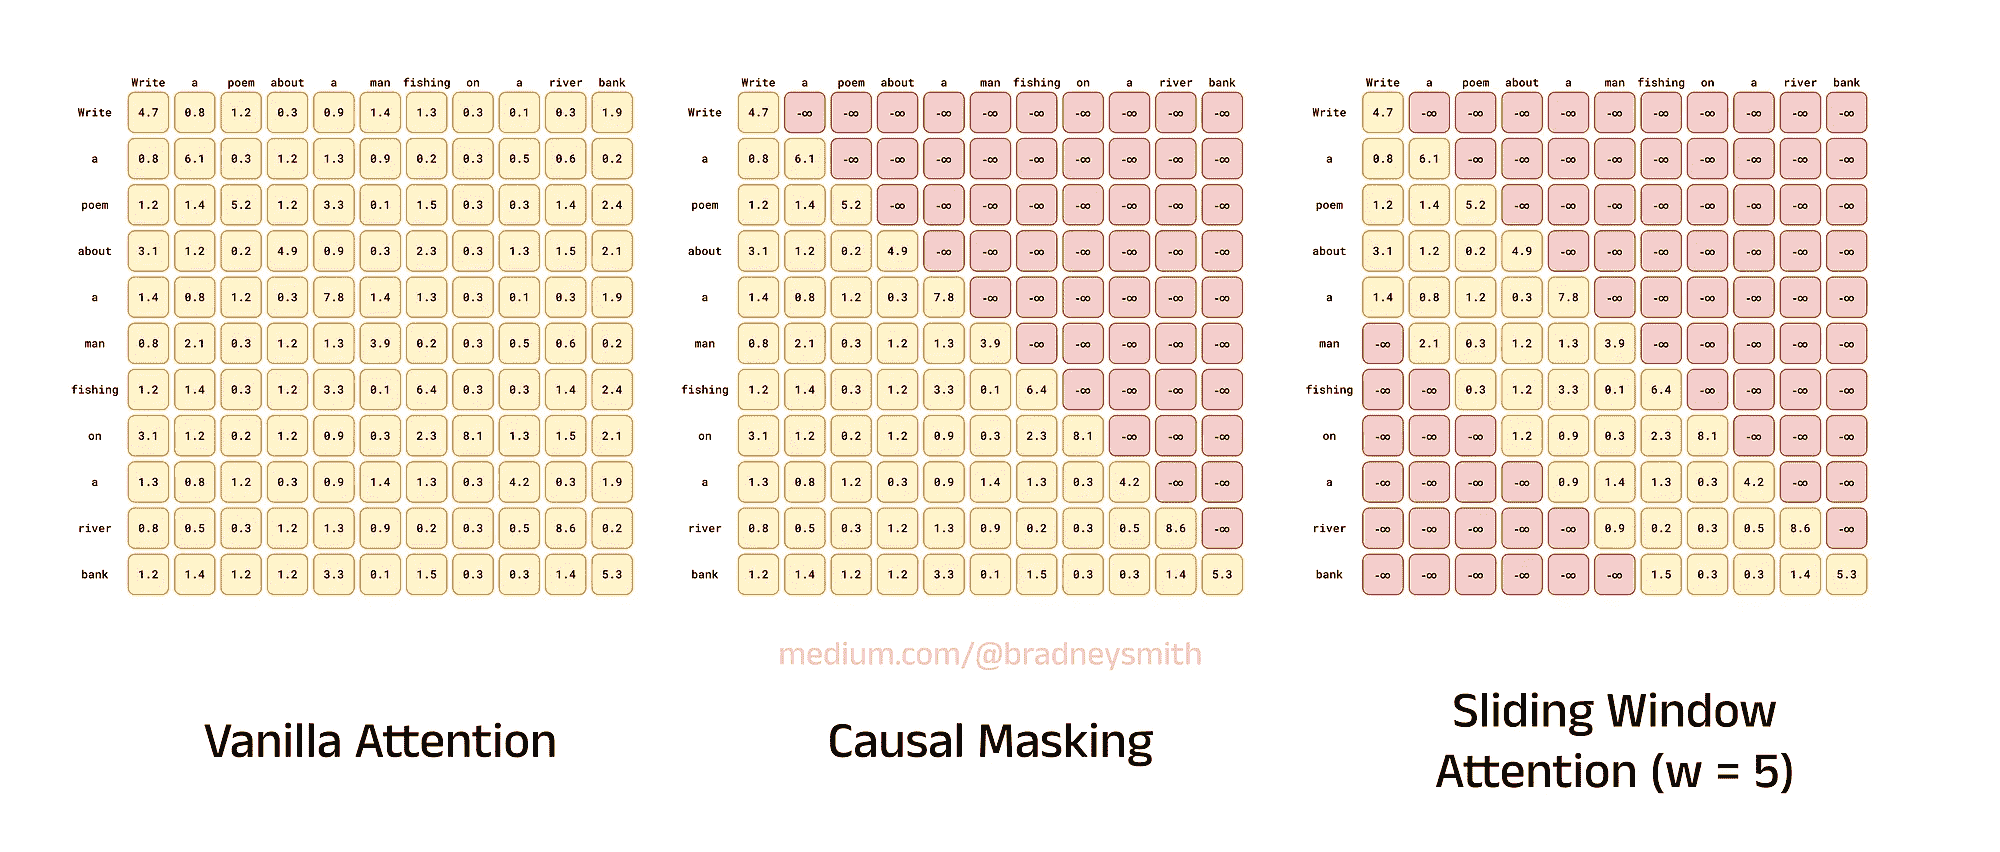 Write a poem about a man fishing on a river bank
Write 4.7 0.8 1.2 0.3 0.9 1.4 1.3 0.3 0.1 0.3 1.9
a 0.8 6.1 0.3 1.2 1.3 0.9 0.2 0.3 0.5 0.6 0.2
poem 1.2 1.4 5.2 1.2 3.3 0.1 1.5 0.3 0.3 1.4 2.4
about 3.1 1.2 0.2 4.9 0.9 0.3 2.3 0.3 1.3 1.5 2.1
a 1.4 0.8 1.2 0.3 7.8 1.4 1.3 0.3 0.1 0.3 1.9
man 0.8 2.1 0.3 1.2 1.3 3.9 0.2 0.3 0.5 0.6 0.2
fishing 1.2 1.4 0.3 1.2 3.3 0.1 6.4 0.3 0.3 1.4 2.4
on 3.1 1.2 0.2 1.2 0.9 0.3 2.3 8.1 1.3 1.5 2.1
a 1.3 0.8 1.2 0.3 0.9 1.4 1.3 0.3 4.2 0.3 1.9
river 0.8 0.5 0.3 1.2 1.3 0.9 0.2 0.3 0.5 8.6 0.2
bank 1.2 1.4 1.2 1.2 3.3 0.1 1.5 0.3 0.3 1.4 5.3
Vanilla Attention
Write a poem about a man fishing on a river bank
Write 4.7 -∞ -∞ -∞ -∞ -∞ -∞ -∞ -∞ -∞ -∞
a 0.8 6.1 -∞ -∞ -∞ -∞ -∞ -∞ -∞ -∞ -∞
poem 1.2 1.4 5.2 -∞ -∞ -∞ -∞ -∞ -∞ -∞ -∞
about 3.1 1.2 0.2 4.9 -∞ -∞ -∞ -∞ -∞ -∞ -∞
a 1.4 0.8 1.2 0.3 7.8 -∞ -∞ -∞ -∞ -∞ -∞
man 0.8 2.1 0.3 1.2 1.3 3.9 -∞ -∞ -∞ -∞ -∞
fishing 1.2 1.4 0.3 1.2 3.3 0.1 6.4 -∞ -∞ -∞ -∞
on 3.1 1.2 0.2 1.2 0.9 0.3 2.3 8.1 -∞ -∞ -∞
a 1.3 0.8 1.2 0.3 0.9 1.4 1.3 0.3 4.2 -∞ -∞
river 0.8 0.5 0.3 1.2 1.3 0.9 0.2 0.3 0.5 8.6 -∞
bank 1.2 1.4 1.2 1.2 3.3 0.1 1.5 0.3 0.3 1.4 5.3
medium.com/@bradneysmith
Causal Masking
Write a poem about a man fishing on a river bank
Write 4.7 -∞ -∞ -∞ -∞ -∞ -∞ -∞ -∞ -∞ -∞
a 0.8 6.1 -∞ -∞ -∞ -∞ -∞ -∞ -∞ -∞ -∞
poem 1.2 1.4 5.2 -∞ -∞ -∞ -∞ -∞ -∞ -∞ -∞
about 3.1 1.2 0.2 4.9 -∞ -∞ -∞ -∞ -∞ -∞ -∞
a 1.4 0.8 1.2 0.3 7.8 -∞ -∞ -∞ -∞ -∞ -∞
man -∞ 2.1 0.3 1.2 1.3 3.9 -∞ -∞ -∞ -∞ -∞
fishing -∞ -∞ 0.3 1.2 3.3 0.1 6.4 -∞ -∞ -∞ -∞
on -∞ -∞ -∞ 1.2 0.9 0.3 2.3 8.1 -∞ -∞ -∞
a -∞ -∞ -∞ -∞ 0.9 1.4 1.3 0.3 4.2 -∞ -∞
river -∞ -∞ -∞ -∞ -∞ 0.9 0.2 0.3 0.5 8.6 -∞
bank -∞ -∞ -∞ -∞ -∞ -∞ 1.5 0.3 0.3 1.4 5.3
Sliding Window
Attention (w = 5)